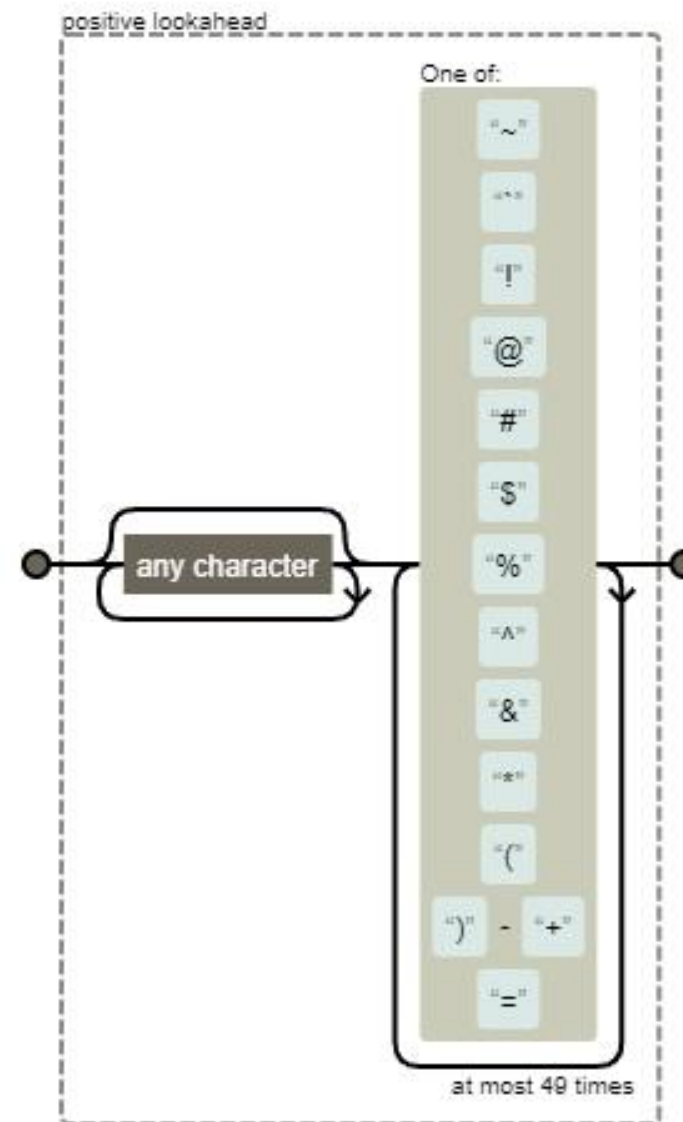 positive lookahead
One of:
“~”
“`”
“!”
“@”
“#”
“$”
“%”
“^”
“&”
“*”
“(”
“)” - “+”
“=”
any character
at most 49 times